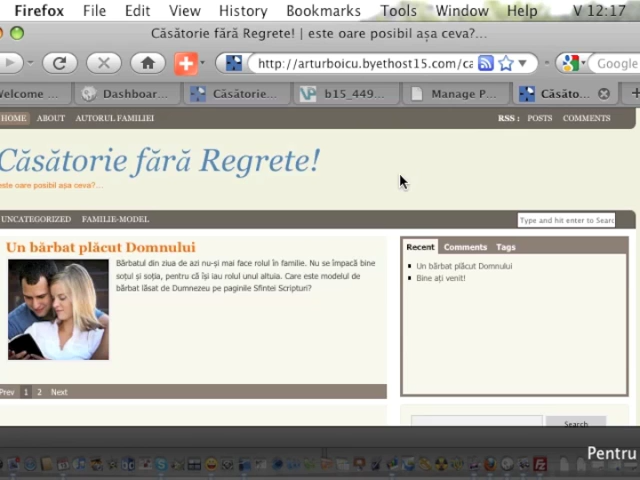 Firefox File Edit View History Bookmarks Tools Window Help V 12:17
Căsătorie fără Regrete! | este oare posibil așa ceva?...
http://arturboicu.byethost15.com/ca Google
Welcome ... Dashboar... Căsătorie... b15_449... Manage P... Căsăto...
HOME ABOUT AUTORUL FAMILIEI RSS : POSTS COMMENTS
Căsătorie fără Regrete!
este oare posibil așa ceva?...
UNCATEGORIZED FAMILIE-MODEL Type and hit enter to Searc
Un bărbat plăcut Domnului
Bărbatul din ziua de azi nu-și mai face rolul în familie. Nu se împacă bine
soțul și soția, pentru că își iau rolul unul altuia. Care este modelul de
bărbat lăsat de Dumnezeu pe paginile Sfintei Scripturi?
Recent Comments Tags
Un bărbat plăcut Domnului
Bine ați venit!
Prev 1 2 Next
Search
Pentru